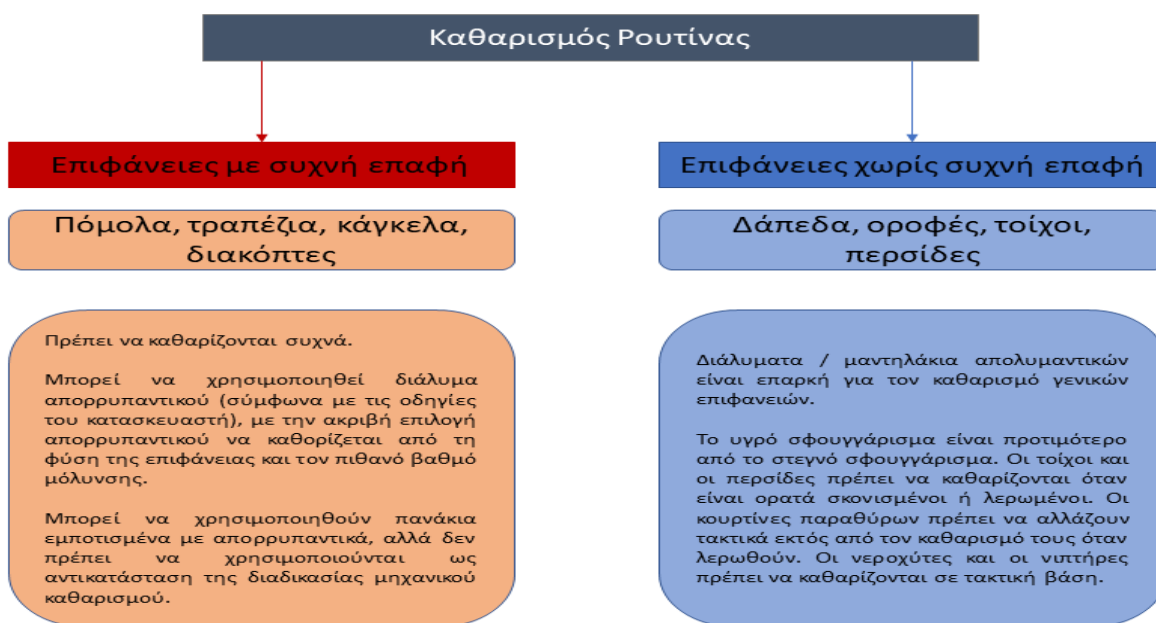 Καθαρισμός Ρουτίνας
Επιφάνειες με συχνή επαφή
Πόμολα, τραπέζια, κάγκελα,
διακόπτες
Πρέπει να καθαρίζονται συχνά.
Μπορεί να χρησιμοποιηθεί διάλυμα
απορρυπαντικού (σύμφωνα με τις οδηγίες
του κατασκευαστή), με την ακριβή επιλογή
απορρυπαντικού να καθορίζεται από τη
φύση της επιφάνειας και τον πιθανό βαθμό
μόλυνσης.
Μπορεί να χρησιμοποιηθούν πανάκια
εμποτισμένα με απορρυπαντικά, αλλά δεν
πρέπει να χρησιμοποιούνται ως
αντικατάσταση της διαδικασίας μηχανικού
καθαρισμού.
Επιφάνειες χωρίς συχνή επαφή
Δάπεδα, οροφές, τοίχοι,
περσίδες
Διάλυματα / μαντηλάκια απολυμαντικών
είναι επαρκή για τον καθαρισμό γενικών
επιφανειών.
Το υγρό σφουγγάρισμα είναι προτιμότερο
από το στεγνό σφουγγάρισμα. Οι τοίχοι και
οι περσίδες πρέπει να καθαρίζονται όταν
είναι ορατά σκονισμένοι ή λερωμένοι. Οι
κουρτίνες παραθύρων πρέπει να αλλάζουν
τακτικά εκτός από τον καθαρισμό τους όταν
λερωθούν. Οι νεροχύτες και οι νιπτήρες
πρέπει να καθαρίζονται σε τακτική βάση.